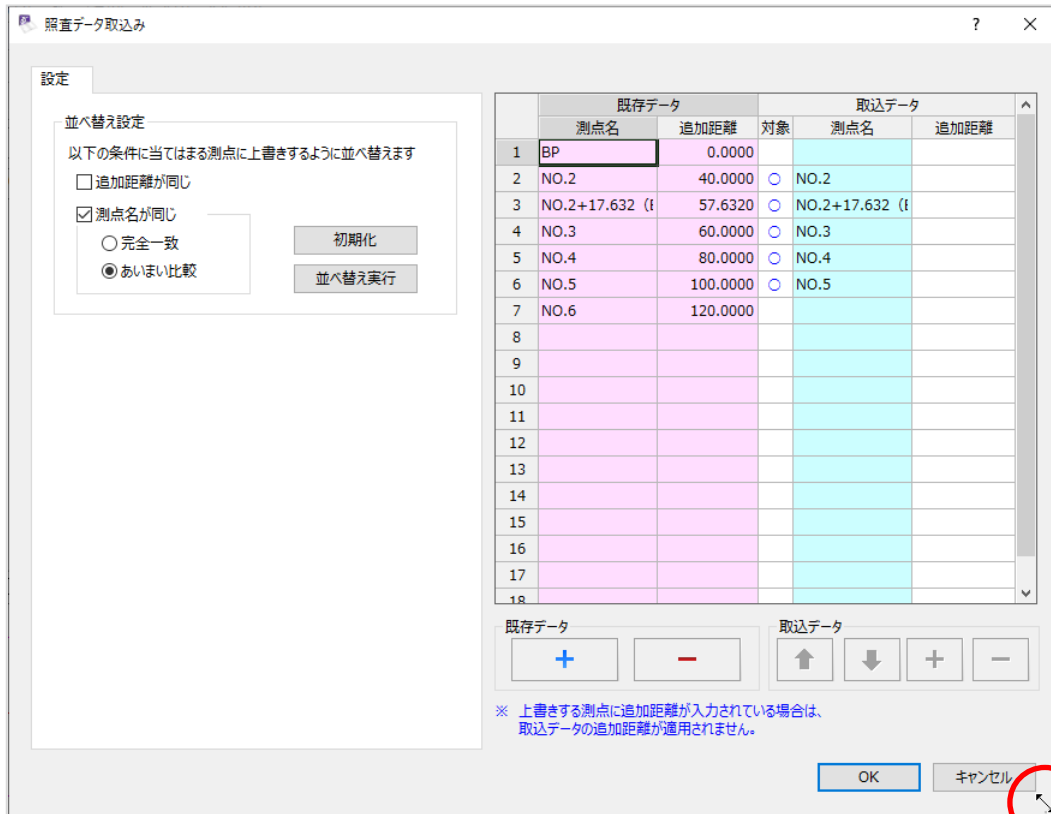 照査データ取込み
設定
並べ替え設定
以下の条件に当てはまる測点に上書きするように並べ替えます
追加距離が同じ
測点名が同じ
完全一致
あいまい比較
初期化
並べ替え実行
既存データ 取込データ
測点名 追加距離 対象 測点名 追加距離
1 BP 0.0000
2 NO.2 40.0000 ○ NO.2
3 NO.2+17.632 (E 57.6320 ○ NO.2+17.632 (E
4 NO.3 60.0000 ○ NO.3
5 NO.4 80.0000 ○ NO.4
6 NO.5 100.0000 ○ NO.5
7 NO.6 120.0000
8
9
10
11
12
13
14
15
16
17
18
既存データ
取込データ
※ 上書きする測点に追加距離が入力されている場合は、
取込データの追加距離が適用されません。
OK キャンセル